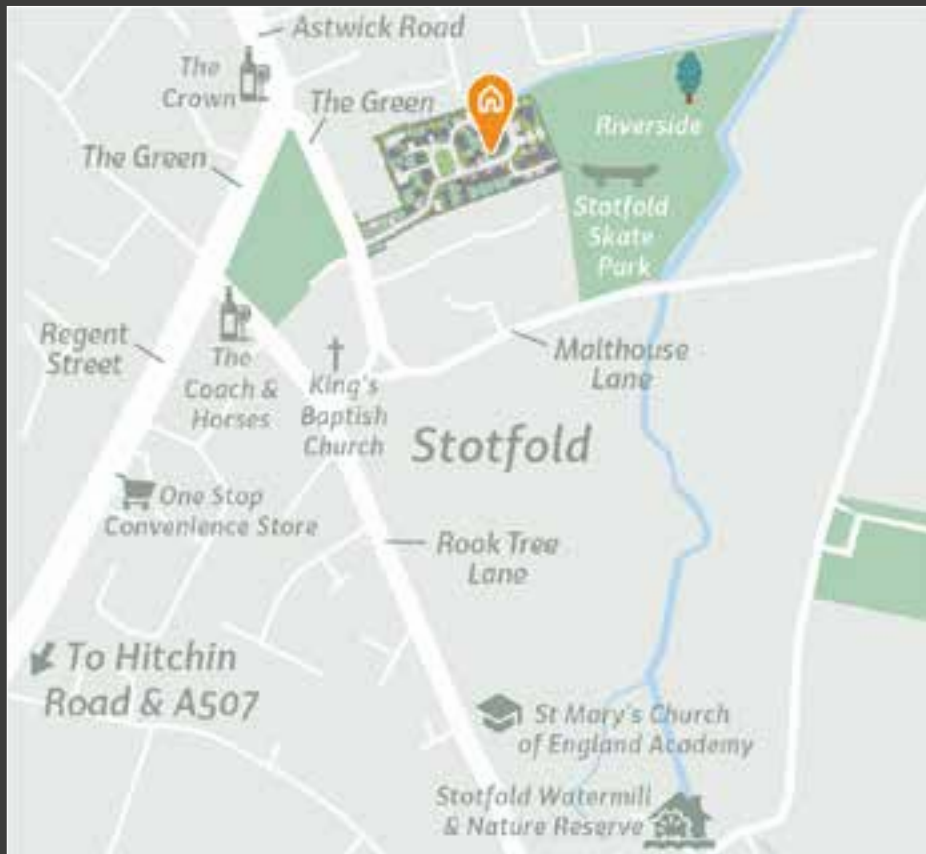 Astwick Road
The
Crown
The Green
The Green
Riverside
Stotfold
Skate
Park
Regent
Street
The
Coach &
Horses
King's
Baptish
Church
Malthouse
Lane
Stotfold
One Stop
Convenience Store
Rook Tree
Lane
To Hitchin
Road & A507
St Mary's Church
of England Academy
Stotfold Watermill
& Nature Reserve